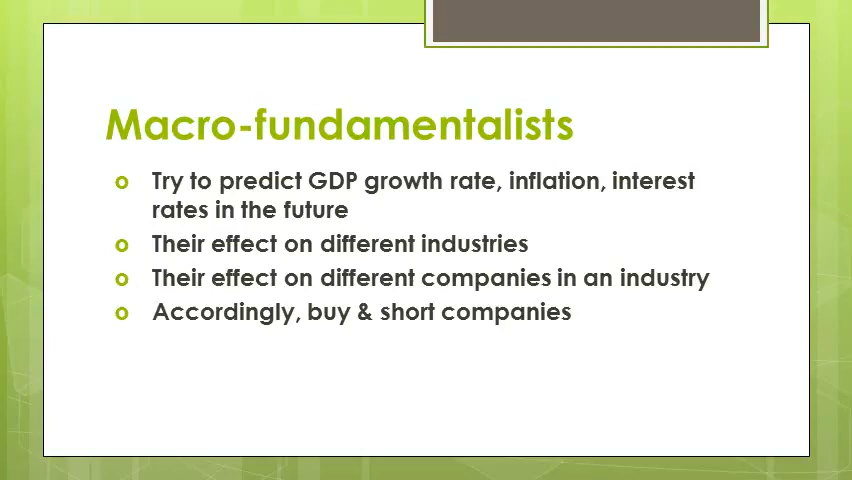 Macro-fundamentalists
o Try to predict GDP growth rate, inflation, interest
rates in the future
o Their effect on different industries
o Their effect on different companies in an industry
o Accordingly, buy & short companies